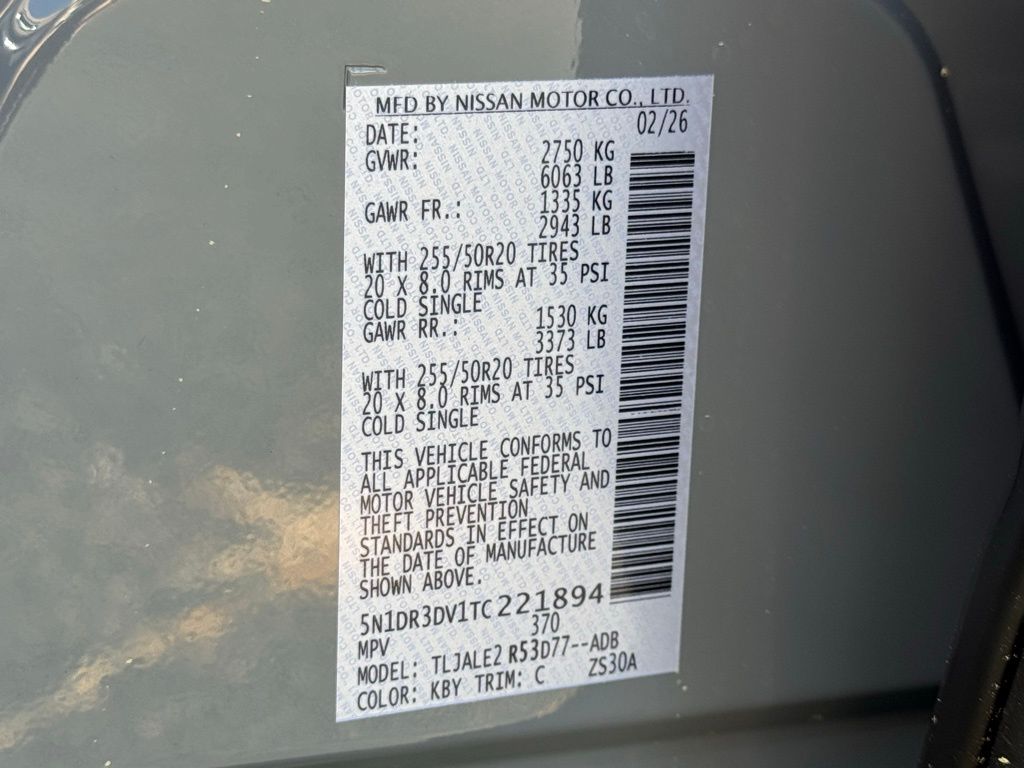 MFD BY NISSAN MOTOR CO., LTD.
DATE: 02/26
GVWR: 2750 KG
6063 LB
GAWR FR.: 1335 KG
2943 LB
WITH 255/50R20 TIRES
20 X 8.0 RIMS AT 35 PSI
COLD SINGLE
GAWR RR.: 1530 KG
3373 LB
WITH 255/50R20 TIRES
20 X 8.0 RIMS AT 35 PSI
COLD SINGLE
THIS VEHICLE CONFORMS TO
ALL APPLICABLE FEDERAL
MOTOR VEHICLE SAFETY AND
THEFT PREVENTION
STANDARDS IN EFFECT ON
THE DATE OF MANUFACTURE
SHOWN ABOVE.
5N1DR3DV1TC221894
MPV 370
MODEL: TLJALE2 R53D77--ADB
COLOR: KBY TRIM: C ZS30A